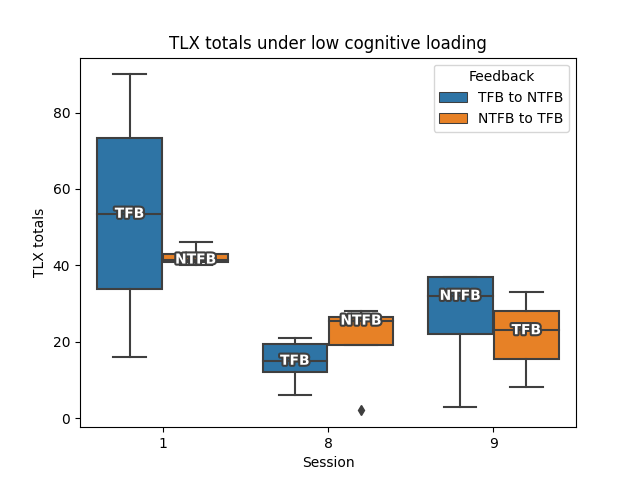 TLX totals under low cognitive loading
Feedback
TFB to NTFB
NTFB to TFB
TLX totals
80
60
40
20
0
TFB
NTFB
TFB
NTFB
NTFB
TFB
1
8
9
Session